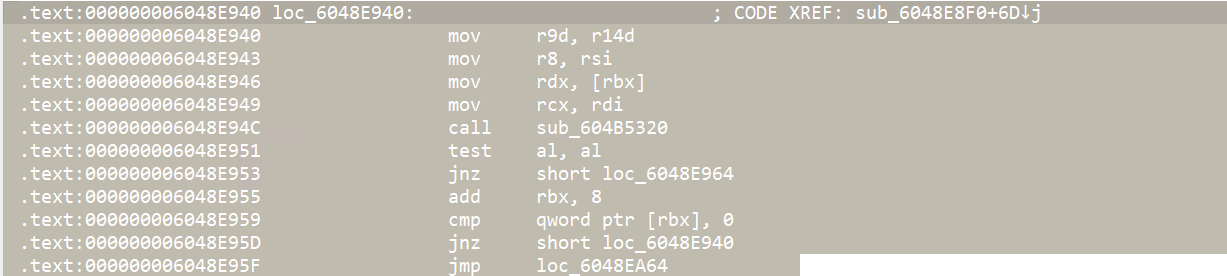 .text:000000006048E940 loc_6048E940: ; CODE XREF: sub_6048E8F0+6D↓j
.text:000000006048E940 mov r9d, r14d
.text:000000006048E943 mov r8, rsi
.text:000000006048E946 mov rdx, [rbx]
.text:000000006048E949 mov rcx, rdi
.text:000000006048E94C call sub_604B5320
.text:000000006048E951 test al, al
.text:000000006048E953 jnz short loc_6048E964
.text:000000006048E955 add rbx, 8
.text:000000006048E959 cmp qword ptr [rbx], 0
.text:000000006048E95D jnz short loc_6048E940
.text:000000006048E95F jmp loc_6048EA64